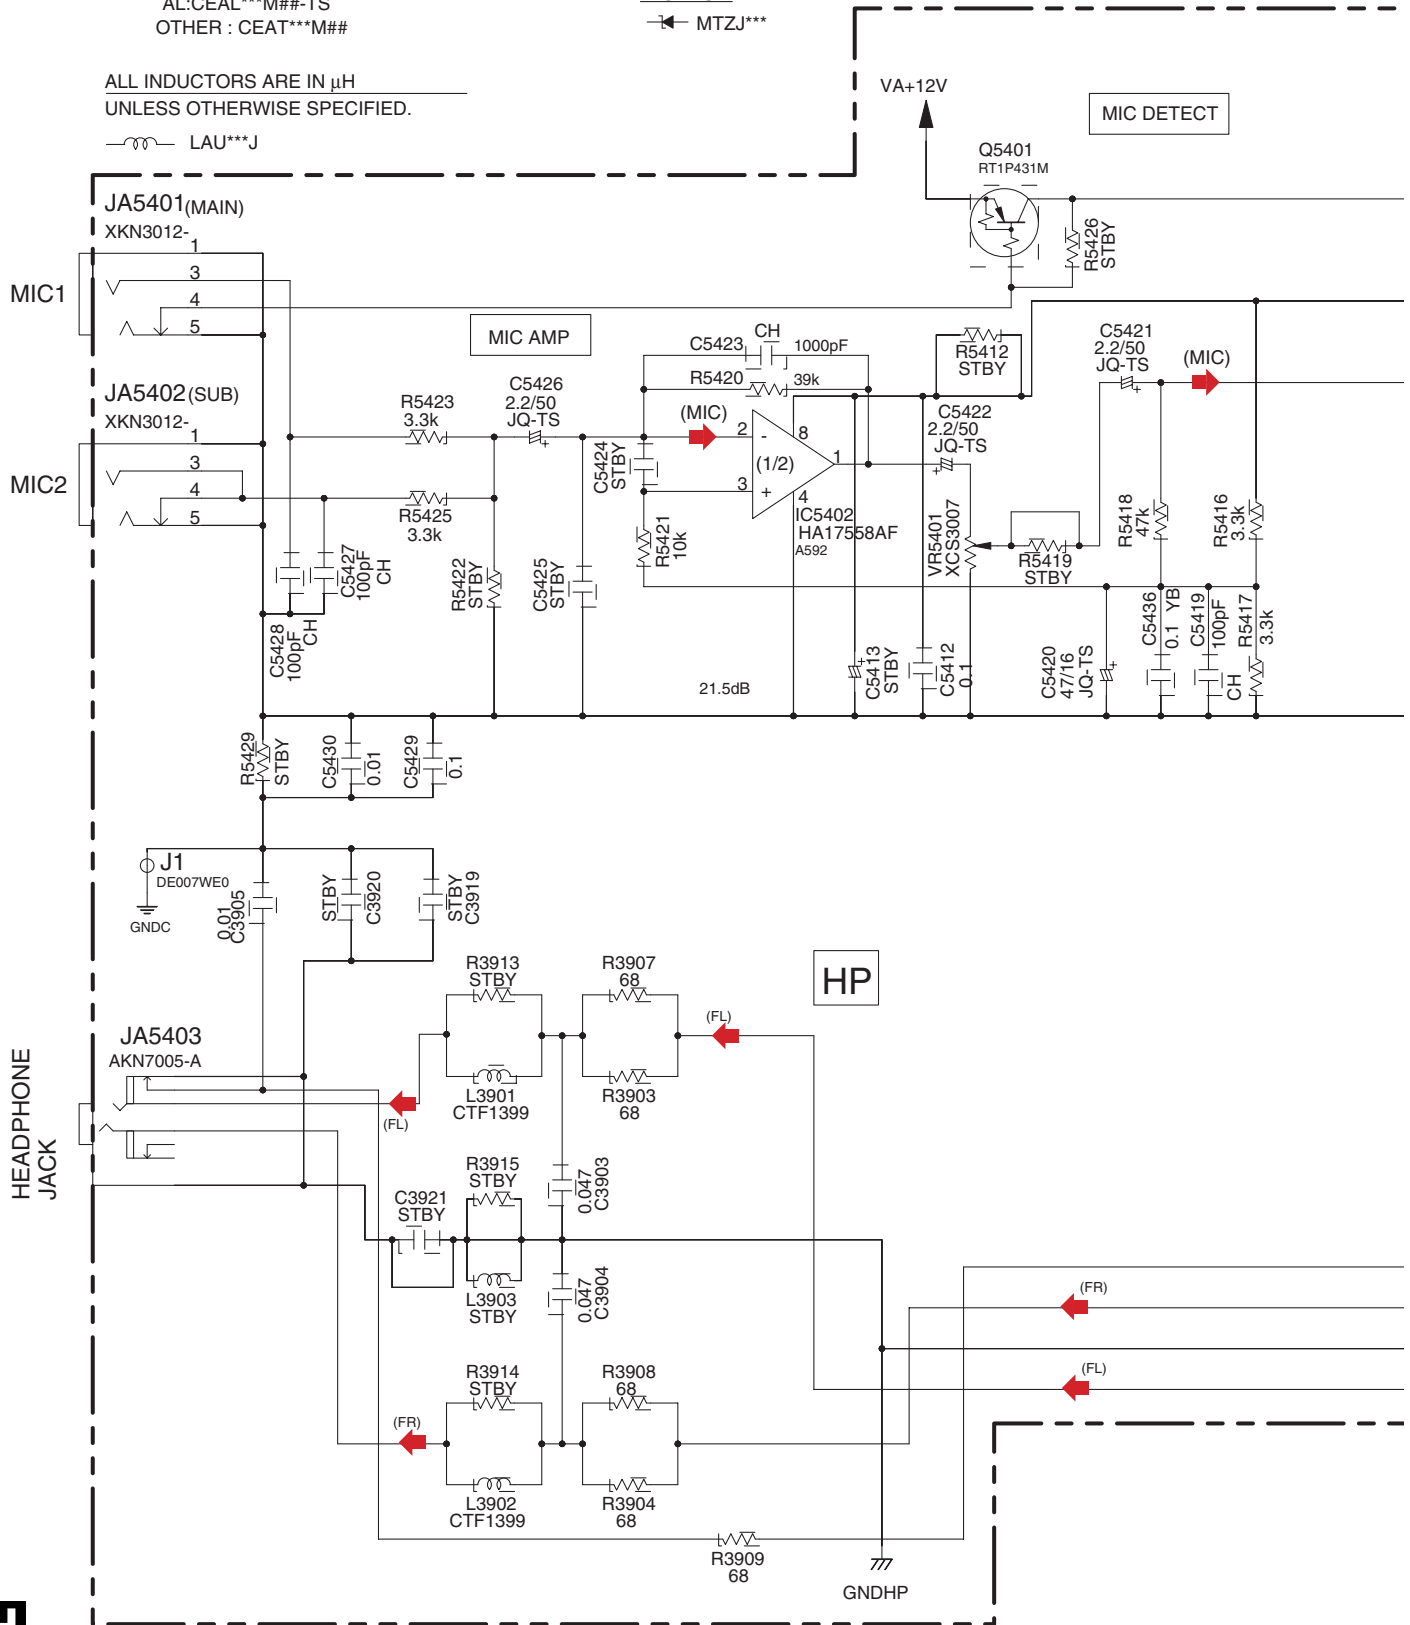 AL:CEAL***M##-TS
OTHER : CEAT***M##
MTZJ***
ALL INDUCTORS ARE IN μH
UNLESS OTHERWISE SPECIFIED.
LAU***J
VA+12V
MIC DETECT
Q5401
RT1P431M
R5426
STBY
JA5401(MAIN)
XKN3012-
1
3
4
5
MIC1
MIC AMP
JA5402(SUB)
XKN3012-
1
3
4
5
MIC2
R5423
3.3k
C5426
2.2/50
JQ-TS
R5425
3.3k
C5423
CH
1000pF
R5420
39k
(MIC)
2
-
8
(1/2)
1
3
+
4
IC5402
HA17558AF
A592
C5424
STBY
R5421
10k
R5412
STBY
C5422
2.2/50
JQ-TS
C5421
2.2/50
JQ-TS
(MIC)
VR5401
XCS3007
R5419
STBY
R5418
47k
R5416
3.3k
C5427
100pF
CH
C5428
100pF
CH
R5422
STBY
C5425
STBY
21.5dB
C5413
STBY
C5412
0.1
C5420
47/16
JQ-TS
C5436
0.1 YB
C5419
100pF
CH
R5417
3.3k
R5429
STBY
C5430
0.01
C5429
0.1
J1
DE007WE0
GNDC
0.01
C3905
STBY
C3920
STBY
C3919
HP
R3913
STBY
R3907
68
(FL)
JA5403
AKN7005-A
L3901
CTF1399
R3903
68
(FL)
HEADPHONE
JACK
R3915
STBY
0.047
C3903
C3921
STBY
L3903
STBY
0.047
C3904
(FR)
(FL)
R3914
STBY
R3908
68
(FR)
L3902
CTF1399
R3904
68
R3909
68
GNDHP